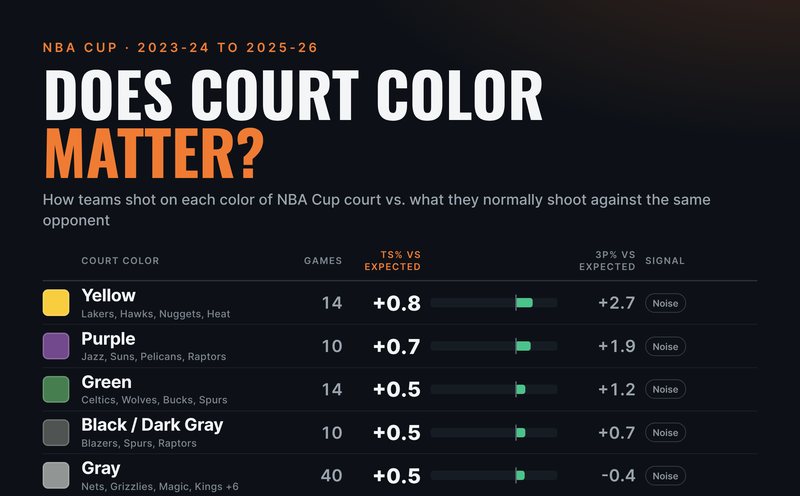 NBA CUP · 2023-24 TO 2025-26
DOES COURT COLOR
MATTER?
How teams shot on each color of NBA Cup court vs. what they normally shoot against the same
opponent
COURT COLOR GAMES TS% VS EXPECTED 3P% VS EXPECTED SIGNAL
Yellow 14 +0.8 +2.7 Noise
Lakers, Hawks, Nuggets, Heat
Purple 10 +0.7 +1.9 Noise
Jazz, Suns, Pelicans, Raptors
Green 14 +0.5 +1.2 Noise
Celtics, Wolves, Bucks, Spurs
Black / Dark Gray 10 +0.5 +0.7 Noise
Blazers, Spurs, Raptors
Gray 40 +0.5 -0.4 Noise
Nets, Grizzlies, Magic, Kings +6